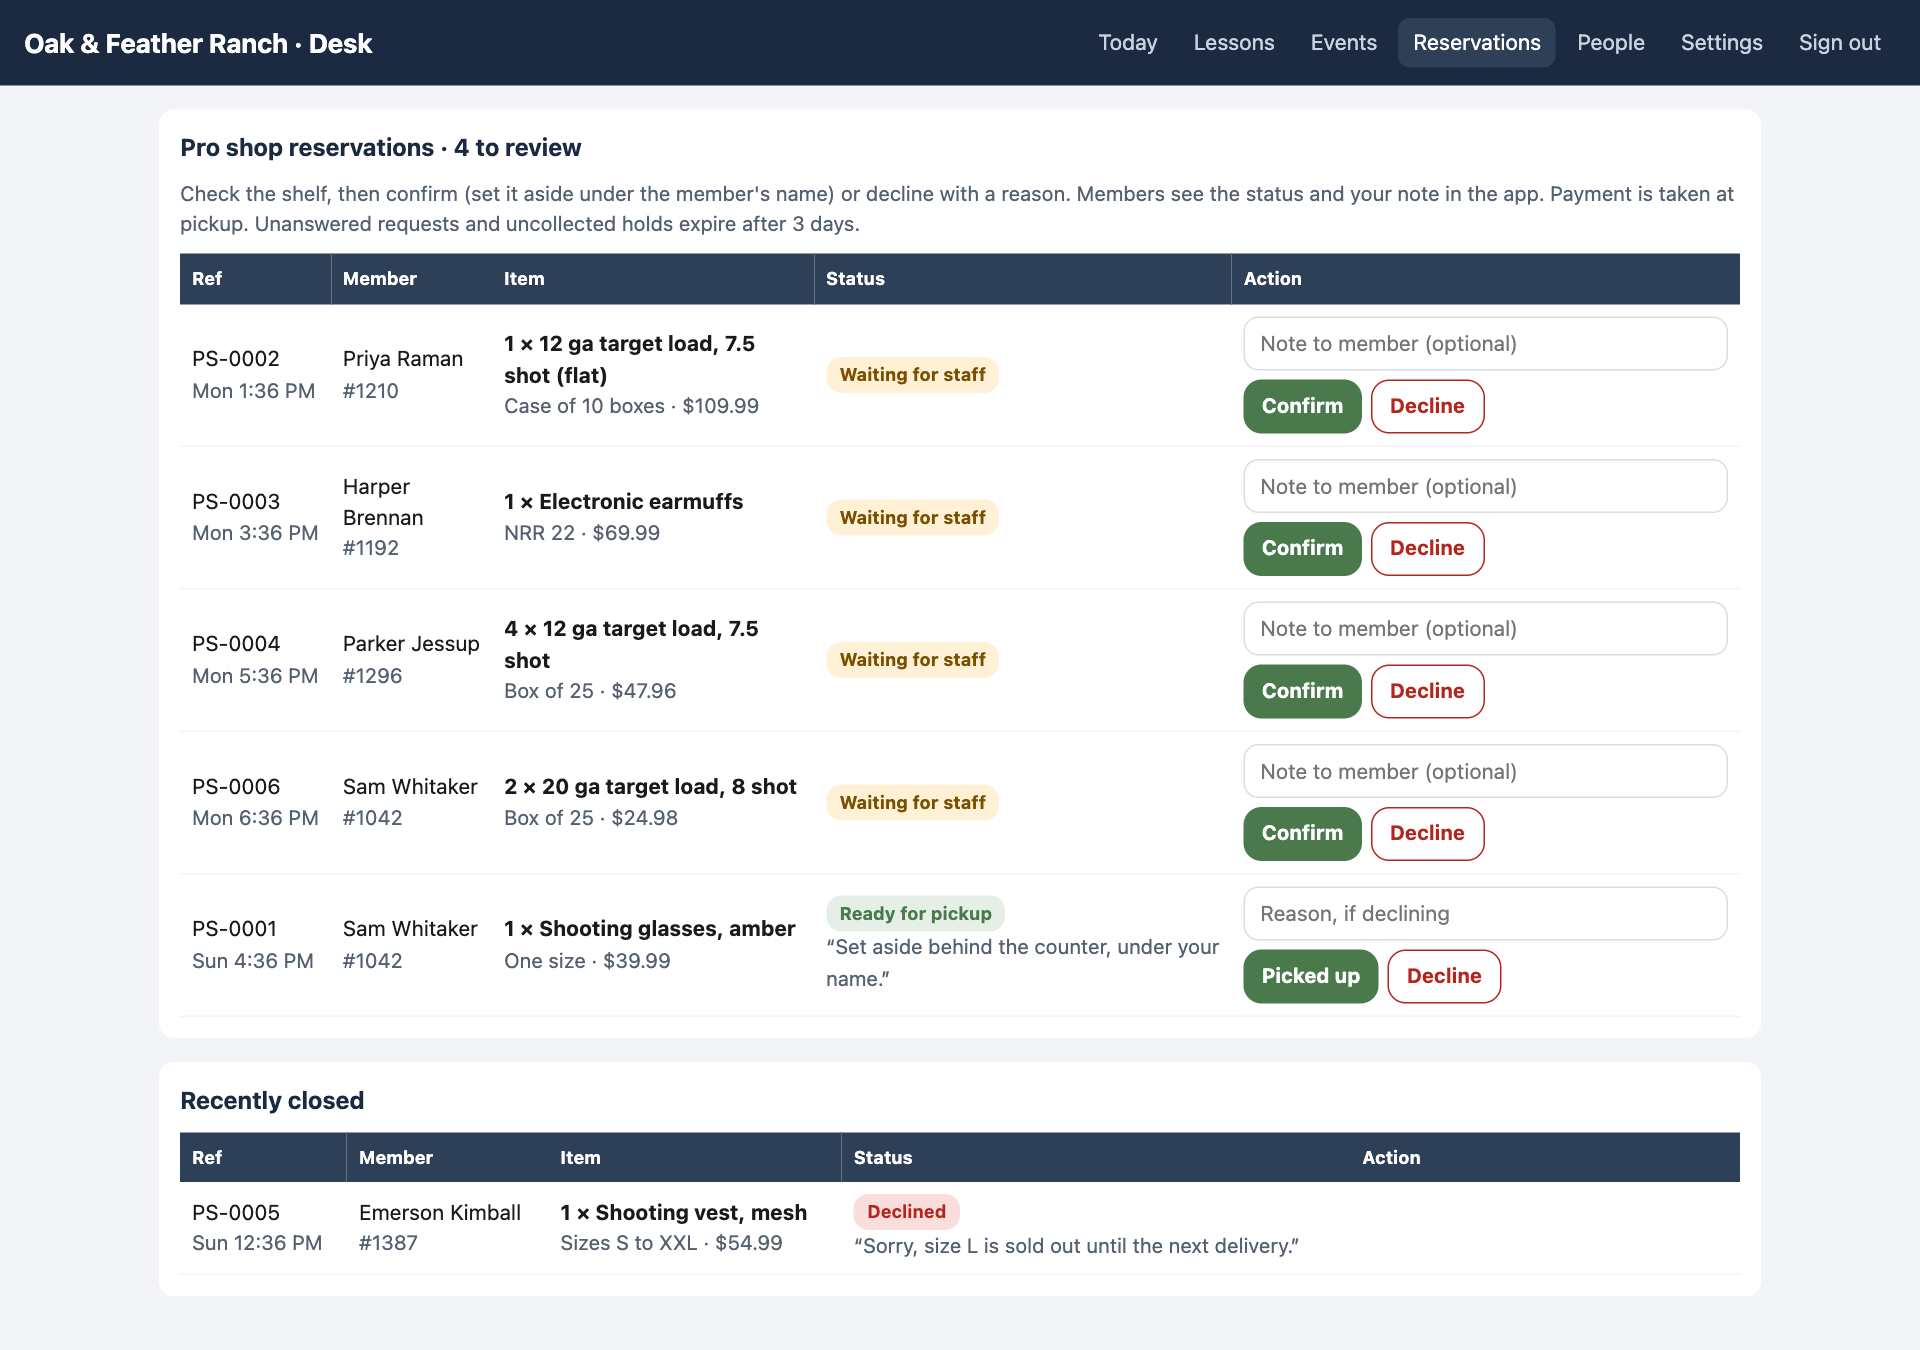 Oak & Feather Ranch · Desk
Today Lessons Events Reservations People Settings Sign out
Pro shop reservations · 4 to review
Check the shelf, then confirm (set it aside under the member's name) or decline with a reason. Members see the status and your note in the app. Payment is taken at
pickup. Unanswered requests and uncollected holds expire after 3 days.
Ref Member Item Status Action
PS-0002
Mon 1:36 PM
Priya Raman
#1210
1 × 12 ga target load, 7.5
shot (flat)
Case of 10 boxes · $109.99
Waiting for staff
Note to member (optional)
Confirm Decline
PS-0003
Mon 3:36 PM
Harper
Brennan
#1192
1 × Electronic earmuffs
NRR 22 · $69.99
Waiting for staff
Note to member (optional)
Confirm Decline
PS-0004
Mon 5:36 PM
Parker Jessup
#1296
4 × 12 ga target load, 7.5
shot
Box of 25 · $47.96
Waiting for staff
Note to member (optional)
Confirm Decline
PS-0006
Mon 6:36 PM
Sam Whitaker
#1042
2 × 20 ga target load, 8 shot
Box of 25 · $24.98
Waiting for staff
Note to member (optional)
Confirm Decline
PS-0001
Sun 4:36 PM
Sam Whitaker
#1042
1 × Shooting glasses, amber
One size · $39.99
Ready for pickup
“Set aside behind the counter, under your
name.”
Reason, if declining
Picked up Decline
Recently closed
Ref Member Item Status Action
PS-0005
Sun 12:36 PM
Emerson Kimball
#1387
1 × Shooting vest, mesh
Sizes S to XXL · $54.99
Declined
“Sorry, size L is sold out until the next delivery.”